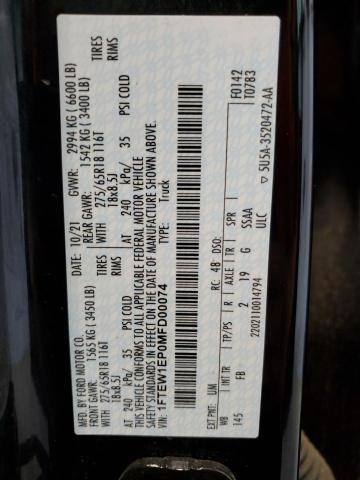 MFD. BY FORD MOTOR CO.
10/21
GVWR: 2994 KG (6600 LB)
FRONT GAWR: 1565 KG (3450 LB)
REAR GAWR: 1542 KG (3400 LB)
WITH 275/65R18 116T TIRES
WITH 275/65R18 116T TIRES
18x8.5J RIMS
18x8.5J RIMS
AT 240 kPa/ 35 PSI COLD
AT 240 kPa/ 35 PSI COLD
THIS VEHICLE CONFORMS TO ALL APPLICABLE FEDERAL MOTOR VEHICLE
SAFETY STANDARDS IN EFFECT ON THE DATE OF MANUFACTURE SHOWN ABOVE.
VIN: 1FTEW1EP0MFD00074
TYPE: Truck
F0142
T0783
EXT PNT: UM
RC: 48 DSO:
WB INT TR TP/PS R AXLE TR SPR
145 FB 2 19 G SSAA
ULC
2202110014794
5U5A-3520472-AA